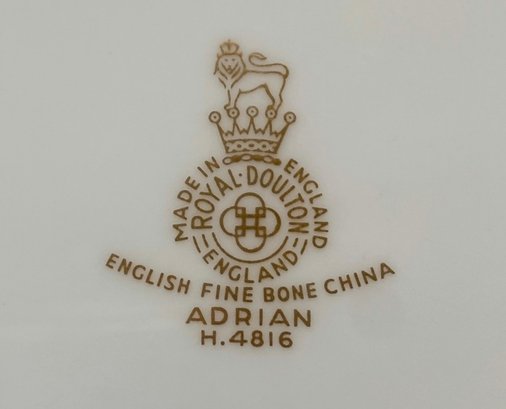 MADE IN ENGLAND
ROYAL·DOULTON
ENGLAND
ENGLISH FINE BONE CHINA
ADRIAN
H.4816